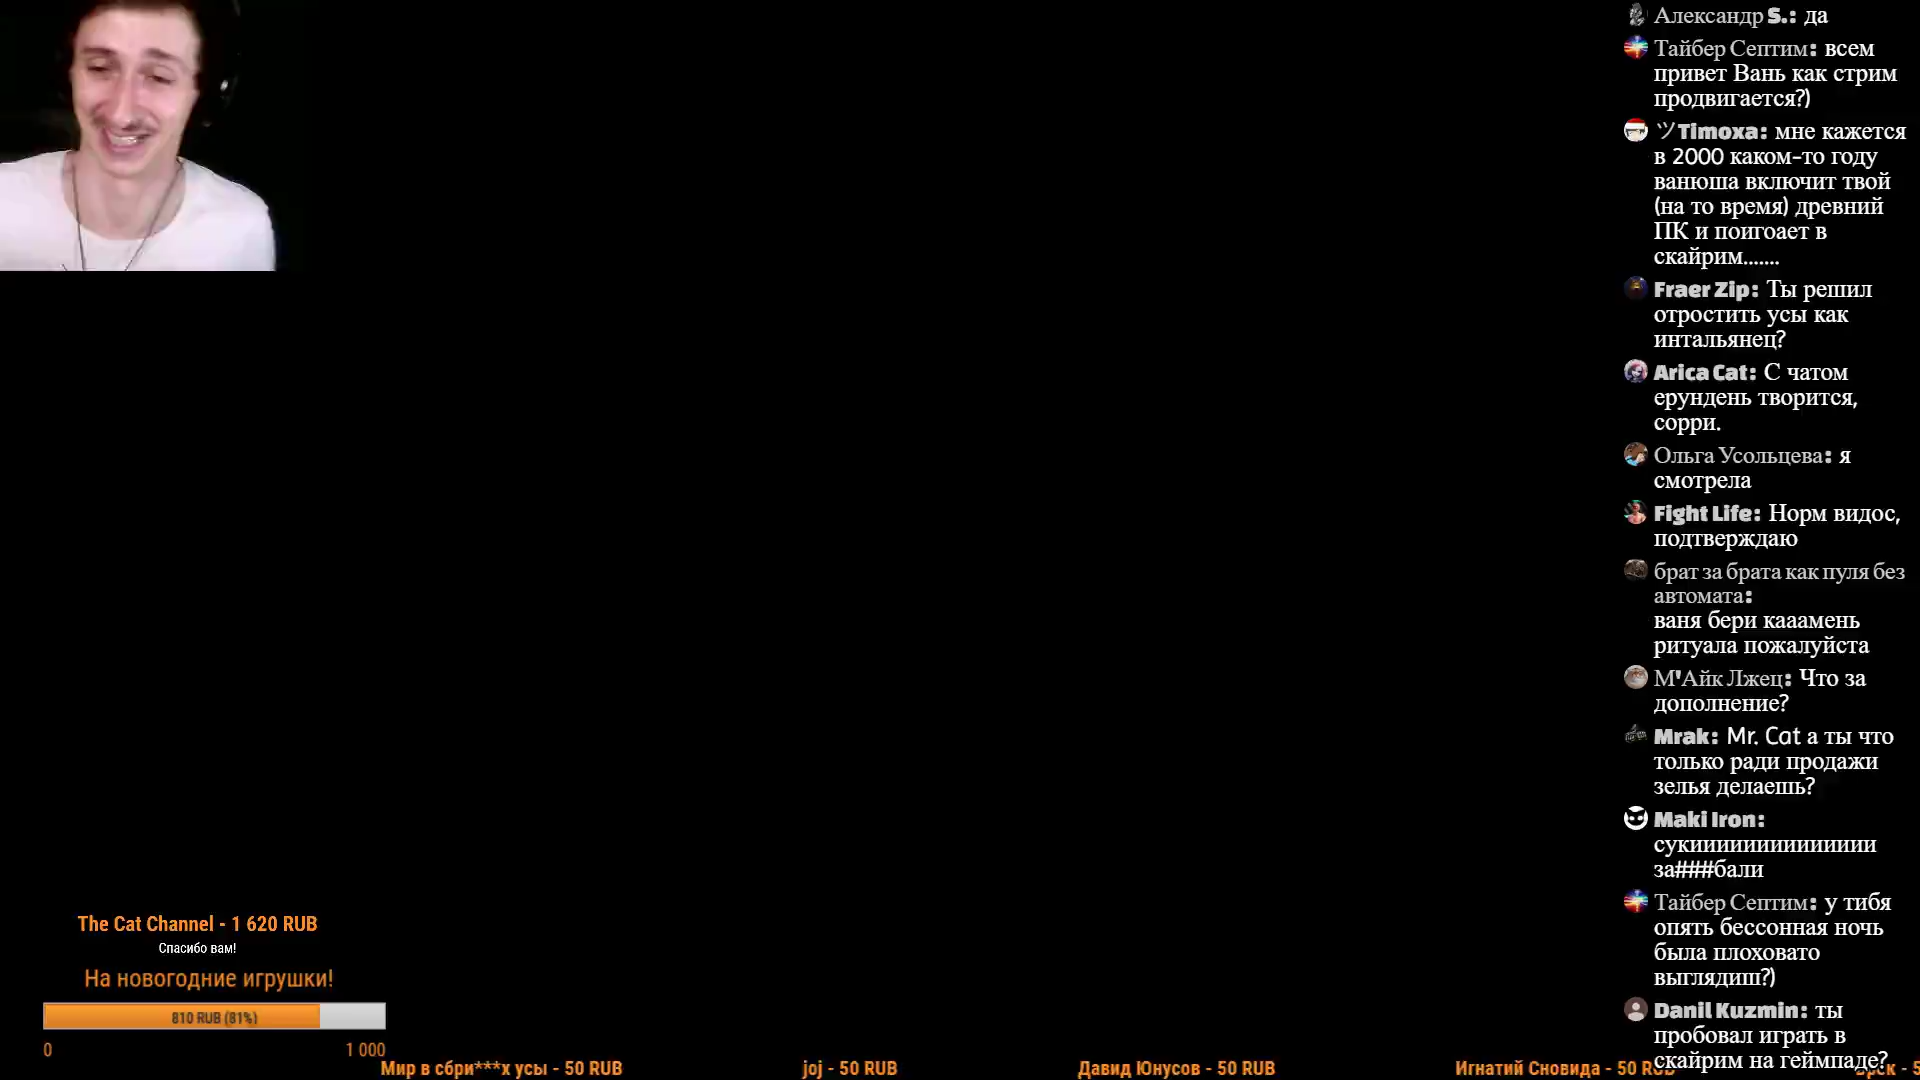 Александр S.: да
Тайбер Септим: всем
привет Вань как стрим
продвигается?)
ツTimoxa: мне кажется
в 2000 каком-то году
ванюша включит твой
(на то время) древний
ПК и поигоает в
скайрим.......
Fraer Zip: Ты решил
отростить усы как
интальянец?
Arica Cat: С чатом
ерундень творится,
сорри.
Ольга Усольцева: я
смотрела
Fight Life: Норм видос,
подтверждаю
брат за брата как пуля без
автомата:
ваня бери кааамень
ритуала пожалуйста
М'Айк Лжец: Что за
дополнение?
Mrak: Mr. Cat а ты что
только ради продажи
зелья делаешь?
Maki Iron:
сукиииииииииииииии
за###бали
Тайбер Септим: у тибя
опять бессонная ночь
была плоховато
выглядиш?)
Danil Kuzmin: ты
пробовал играть в
скайрим на геймпаде?
The Cat Channel - 1 620 RUB
Спасибо вам!
На новогодние игрушки!
810 RUB (81%)
0 1 000
Мир в сбри***х усы - 50 RUB joj - 50 RUB Давид Юнусов - 50 RUB Игнатий Сновида - 50 RUB